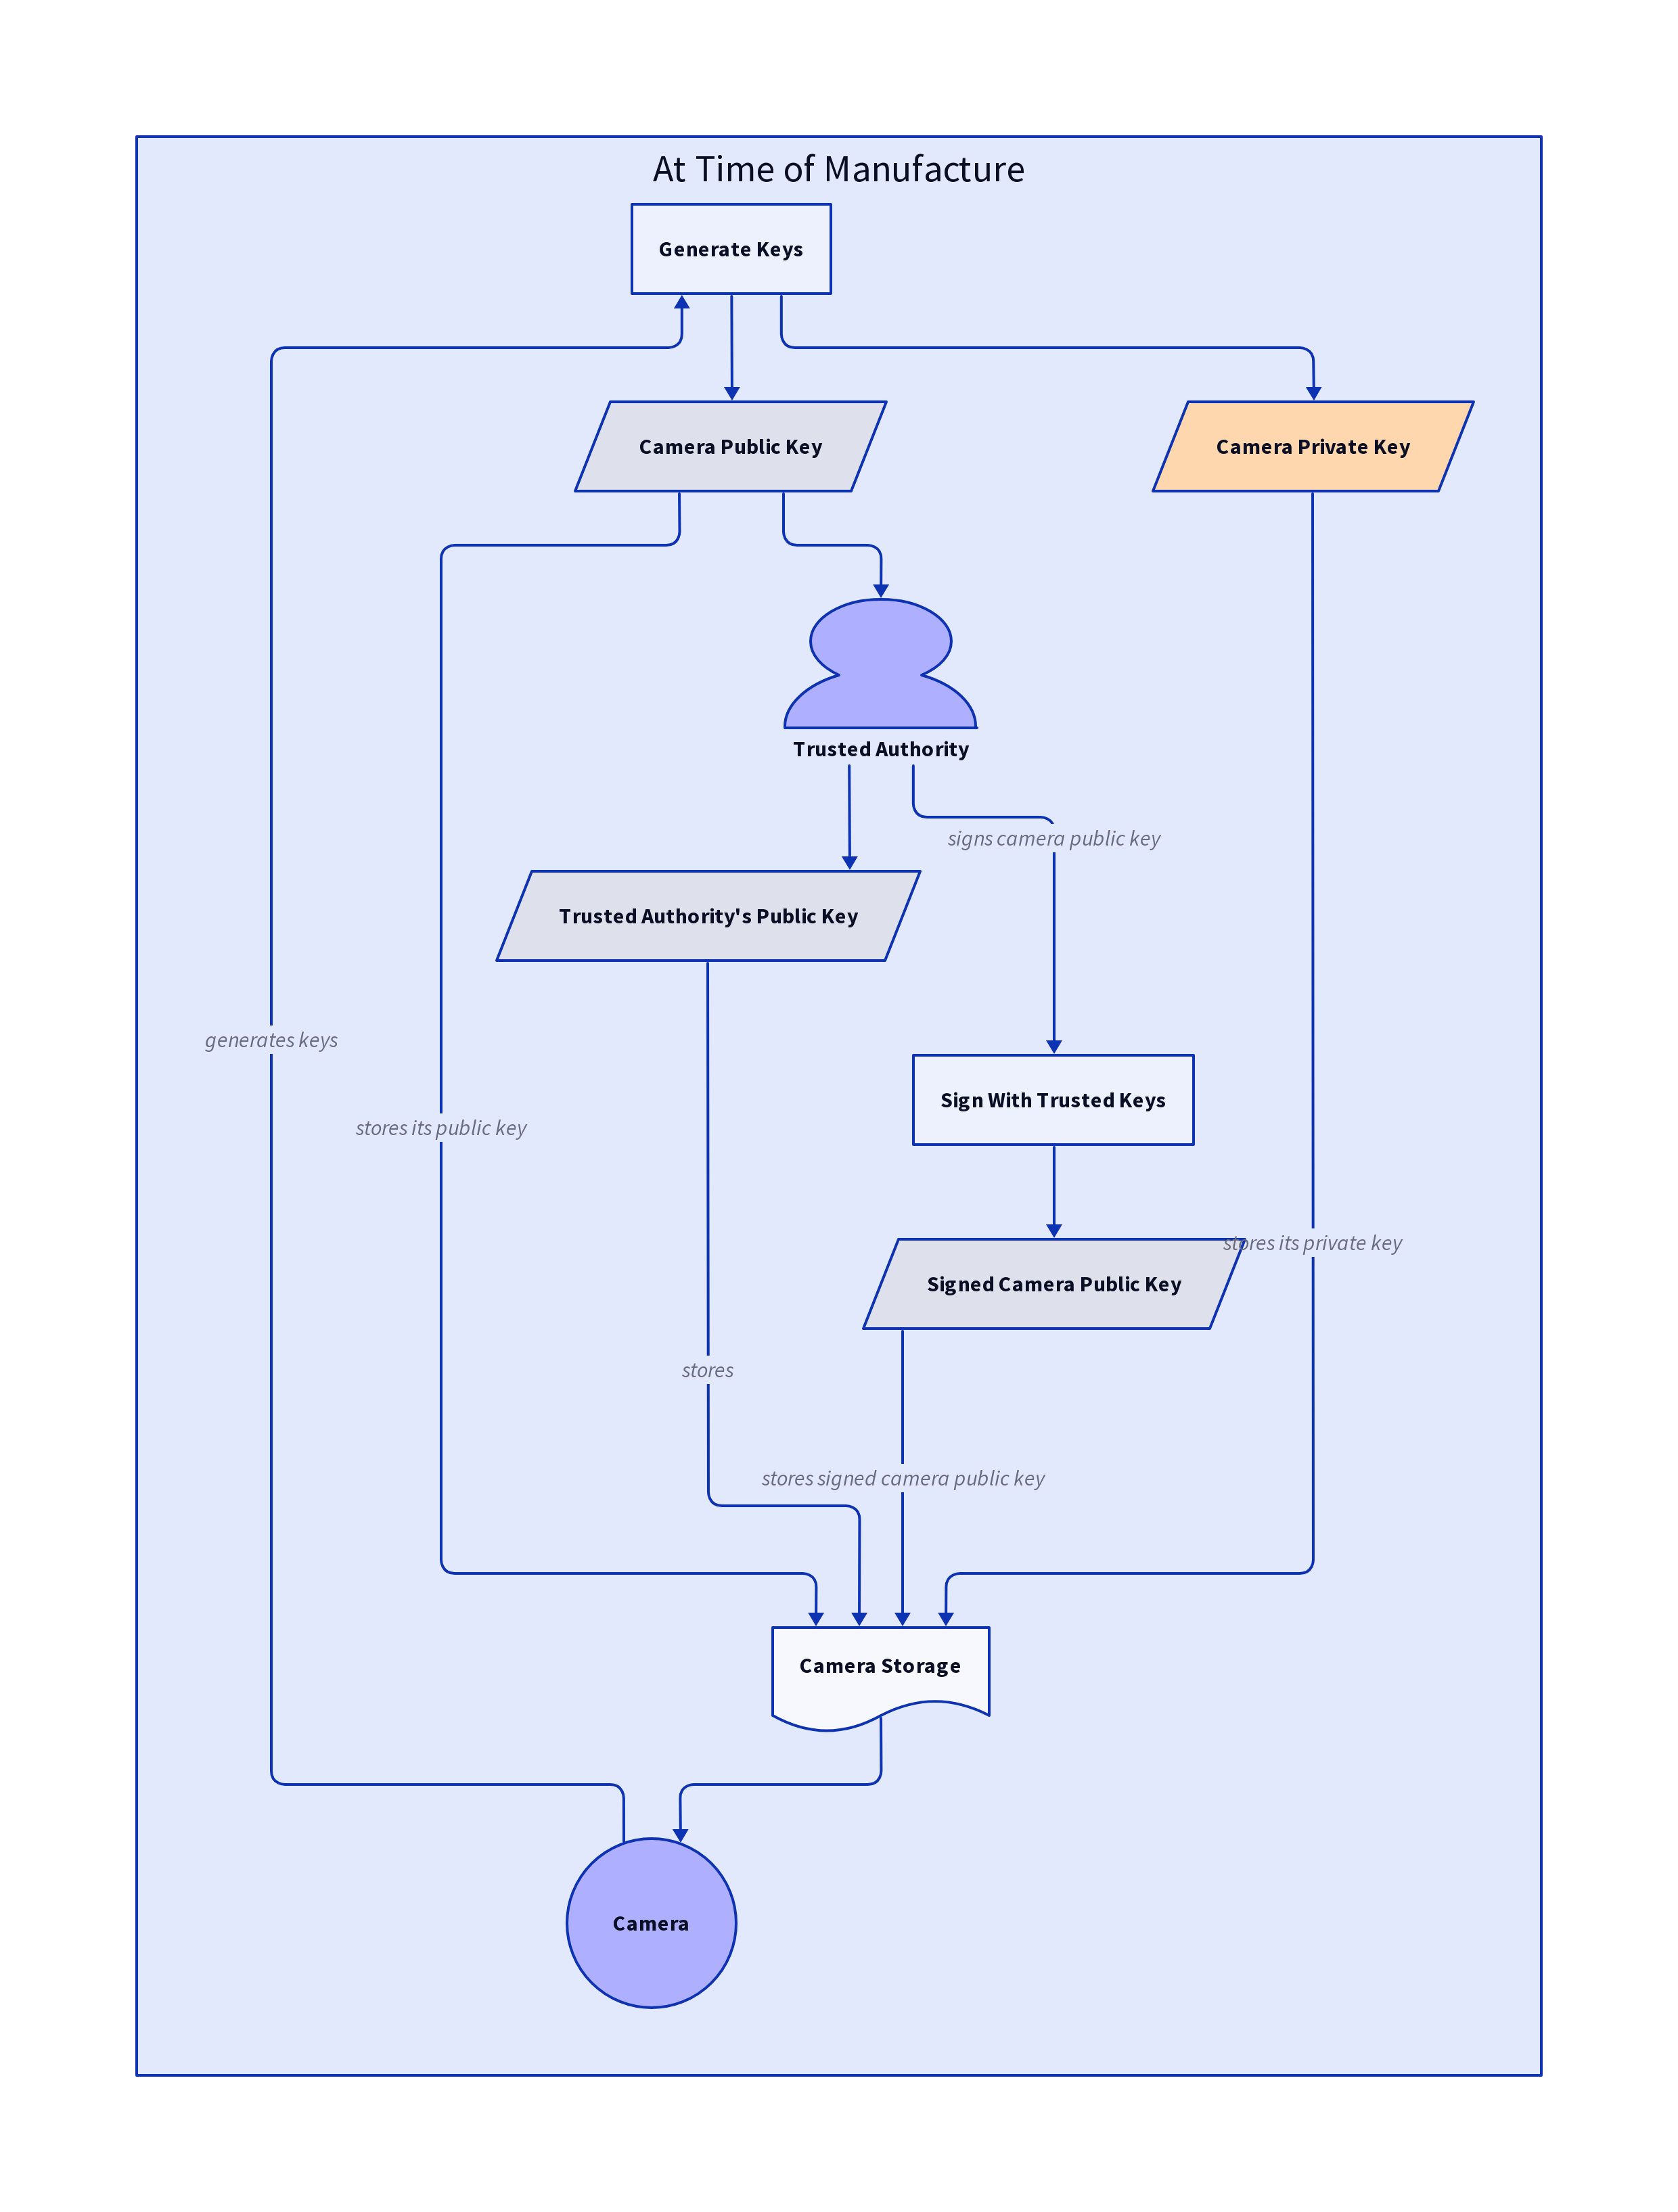 At Time of Manufacture
Generate Keys
Camera Public Key
Camera Private Key
Trusted Authority
signs camera public key
Trusted Authority's Public Key
generates keys
Sign With Trusted Keys
stores its public key
stores its private key
Signed Camera Public Key
stores
stores signed camera public key
Camera Storage
Camera